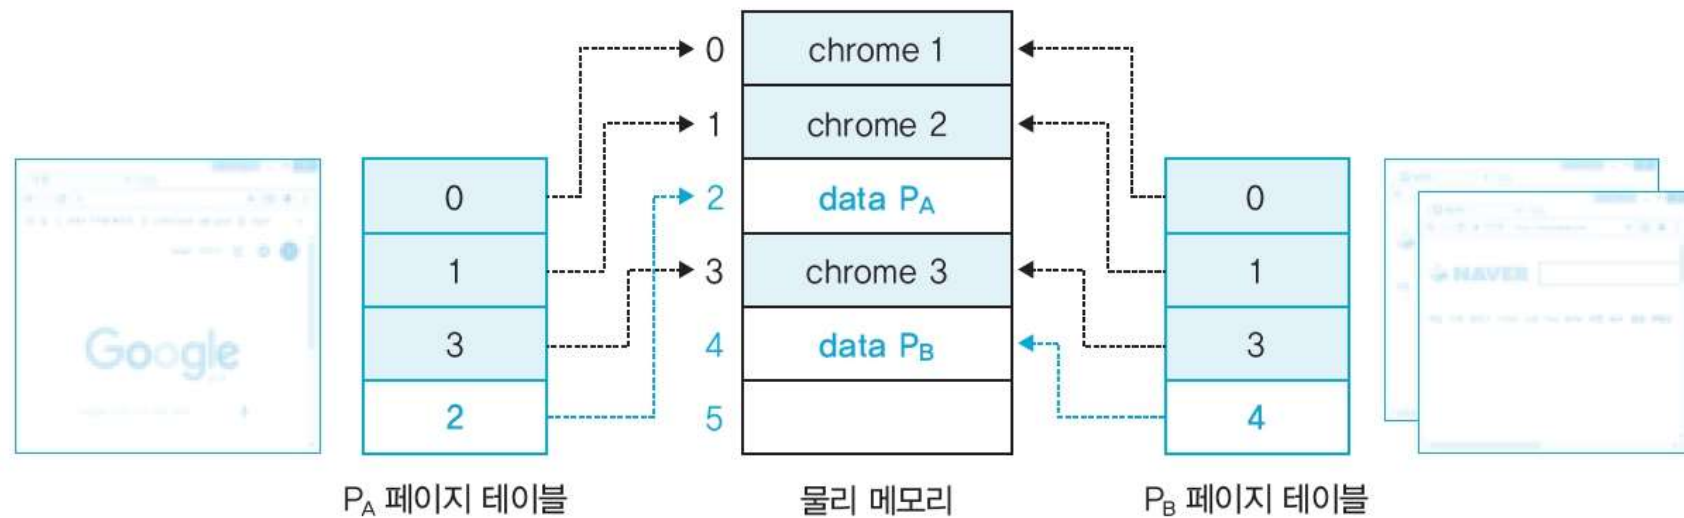 0 chrome 1
1 chrome 2
0 2 data PA 0
1 3 chrome 3 1
3 4 data PB 3
2 5 4
Google
NAVER
PA 페이지 테이블 물리 메모리 PB 페이지 테이블